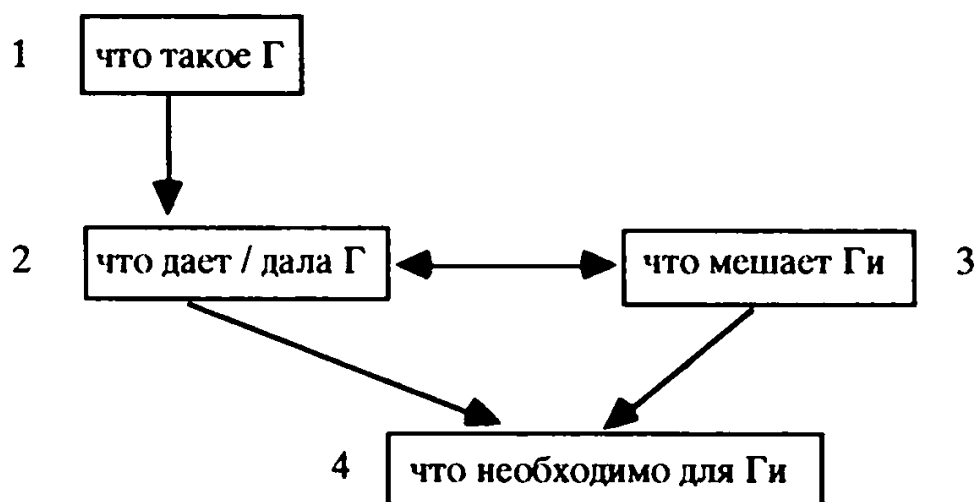 1 что такое Г
2 что дает / дала Г
что мешает Ги 3
4 что необходимо для Ги